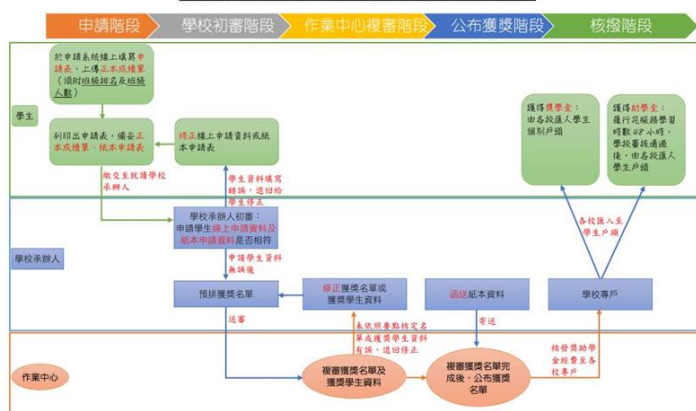 申請階段
學校初審階段
作業中心複審階段
公布獲獎階段
核撥階段
於申請系統線上填寫申
請表、上傳正本成績單
（須附班級排名及班級
人數）
學生
列印出申請表，備妥正
本成績單、紙本申請表
修正線上申請資料或紙
本申請表
獲得獎學金：
由各校匯入學生
個別戶頭
獲得助學金：
履行完服務學習
時數48小時，
學校審核通過
後，由各校匯入
學生戶頭
繳交至就讀學校
承辦人
學生資料填寫
錯誤，退回給
學生修正
學校承辦人
學校承辦人初審：
申請學生線上申請資料及
紙本申請資料是否相符
各校匯入至
學生戶頭
申請學生資料
無誤後
預排獲獎名單
修正獲獎名單或
獲獎學生資料
函送紙本資料
學校專戶
送審
未依照要點核定名
單或獲獎學生資料
有誤，退回修正
寄送
核發獎助學
金經費至各
校專戶
作業中心
複審獲獎名單及
獲獎學生資料
複審獲獎名單完
成後，公布獲獎
名單